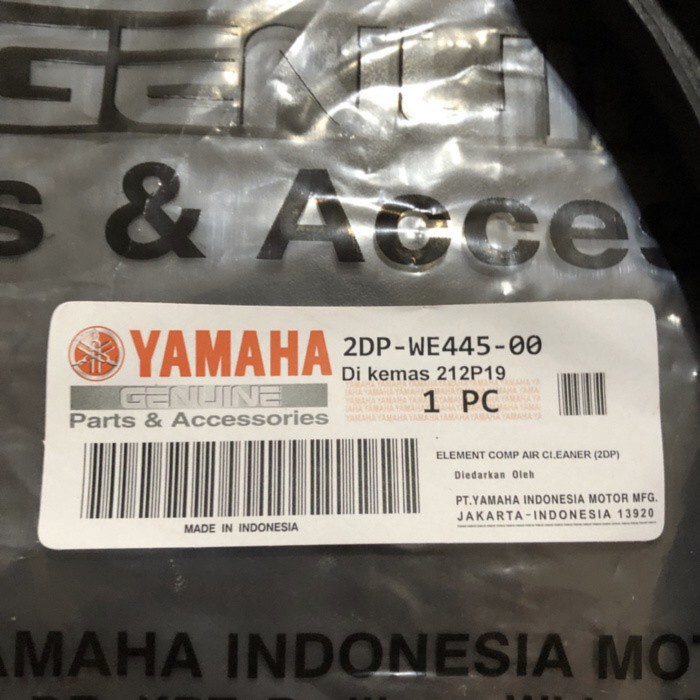 GENUIN
s & Acces
YAMAHA
GENUINE
Parts & Accessories
2DP-WE445-00
Di kemas 212P19
1 PC
ELEMENT COMP AIR CLEANER (2DP)
Diedarkan Oleh
PT.YAMAHA INDONESIA MOTOR MFG.
JAKARTA-INDONESIA 13920
MADE IN INDONESIA
AMAHA INDONESIA MOT